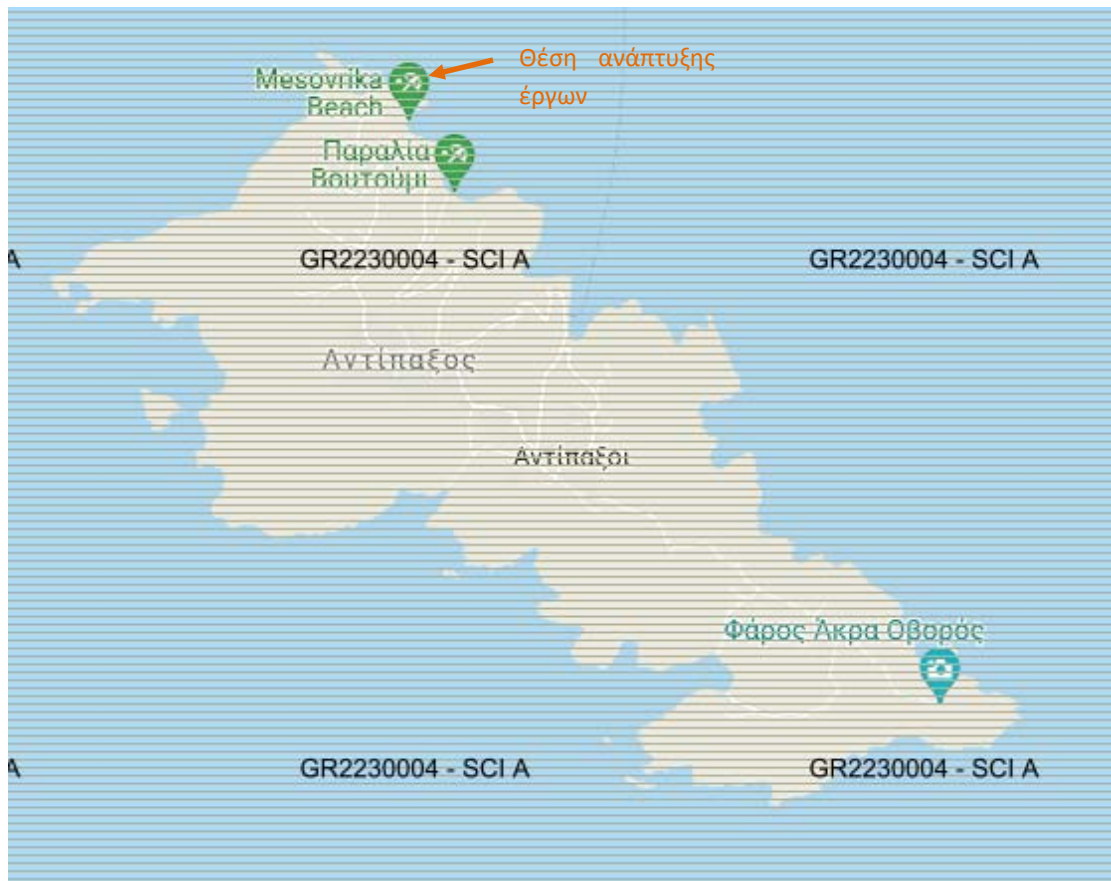 Θέση ανάπτυξης
έργων
Mesovrika
Beach
Παραλία
Βουτούμι
A
GR2230004 - SCI A
GR2230004 - SCI A
Αντίπαξος
Αντίπαξοι
Φάρος Άκρα Οβορός
A
GR2230004 - SCI A
GR2230004 - SCI A